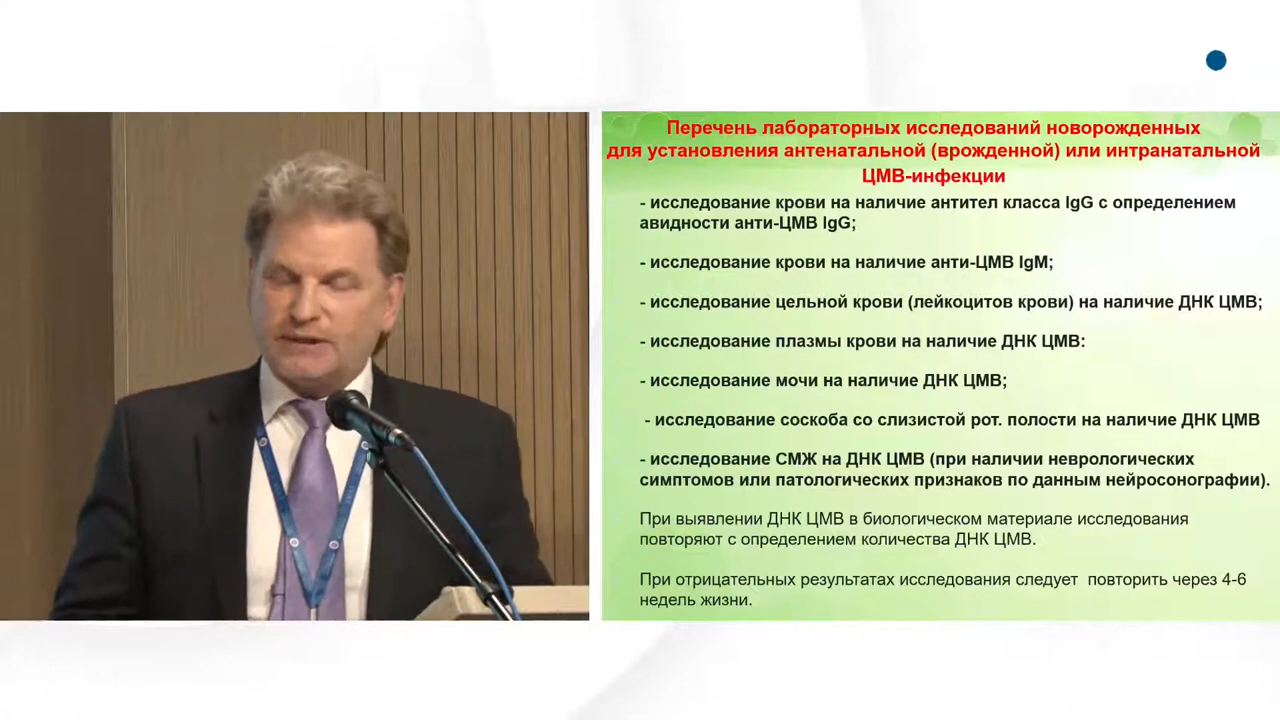 Перечень лабораторных исследований новорожденных
для установления антенатальной (врожденной) или интранатальной
ЦМВ-инфекции
- исследование крови на наличие антител класса IgG с определением
авидности анти-ЦМВ IgG;
- исследование крови на наличие анти-ЦМВ IgM;
- исследование цельной крови (лейкоцитов крови) на наличие ДНК ЦМВ;
- исследование плазмы крови на наличие ДНК ЦМВ:
- исследование мочи на наличие ДНК ЦМВ;
- исследование соскоба со слизистой рот. полости на наличие ДНК ЦМВ
- исследование СМЖ на ДНК ЦМВ (при наличии неврологических
симптомов или патологических признаков по данным нейросонографии).
При выявлении ДНК ЦМВ в биологическом материале исследования
повторяют с определением количества ДНК ЦМВ.
При отрицательных результатах исследования следует повторить через 4-6
недель жизни.